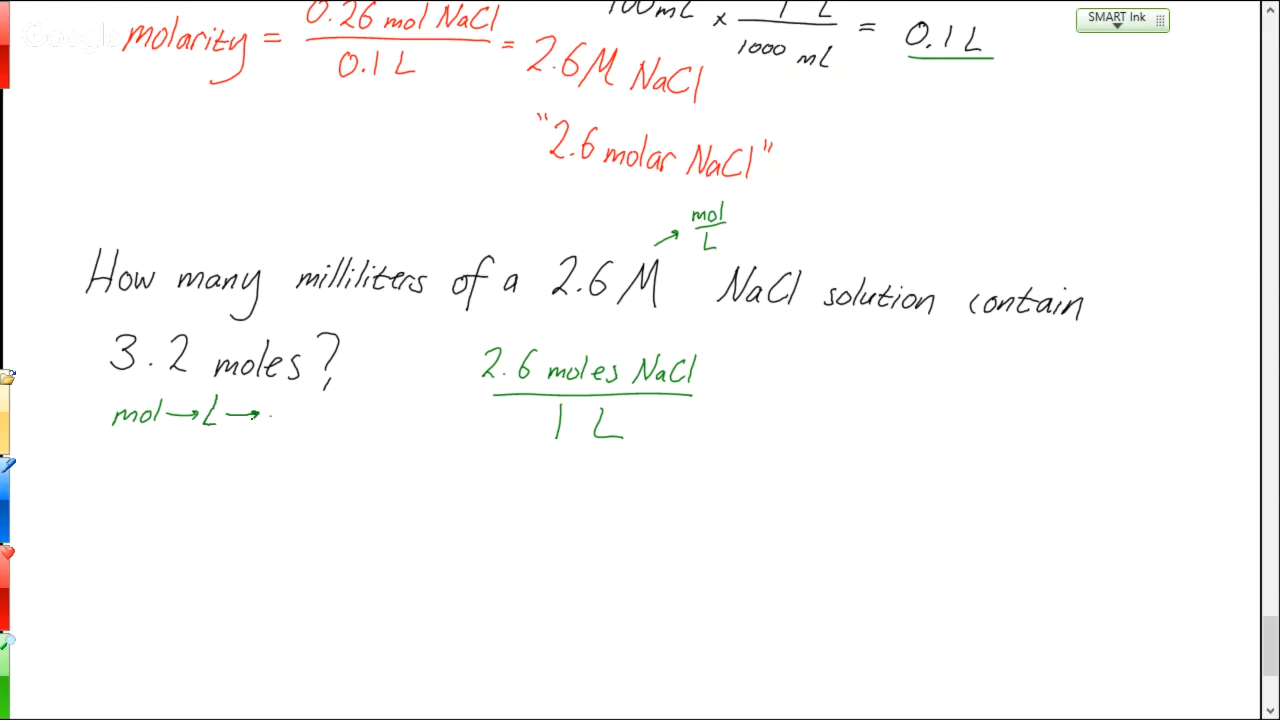 100mL × 1 L / 1000 mL = 0.1 L
Google molarity = 0.26 mol NaCl / 0.1 L = 2.6 M NaCl
"2.6 molar NaCl"
mol / L
How many milliliters of a 2.6 M NaCl solution contain
3.2 moles?
2.6 moles NaCl / 1 L
mol → L →
SMART Ink